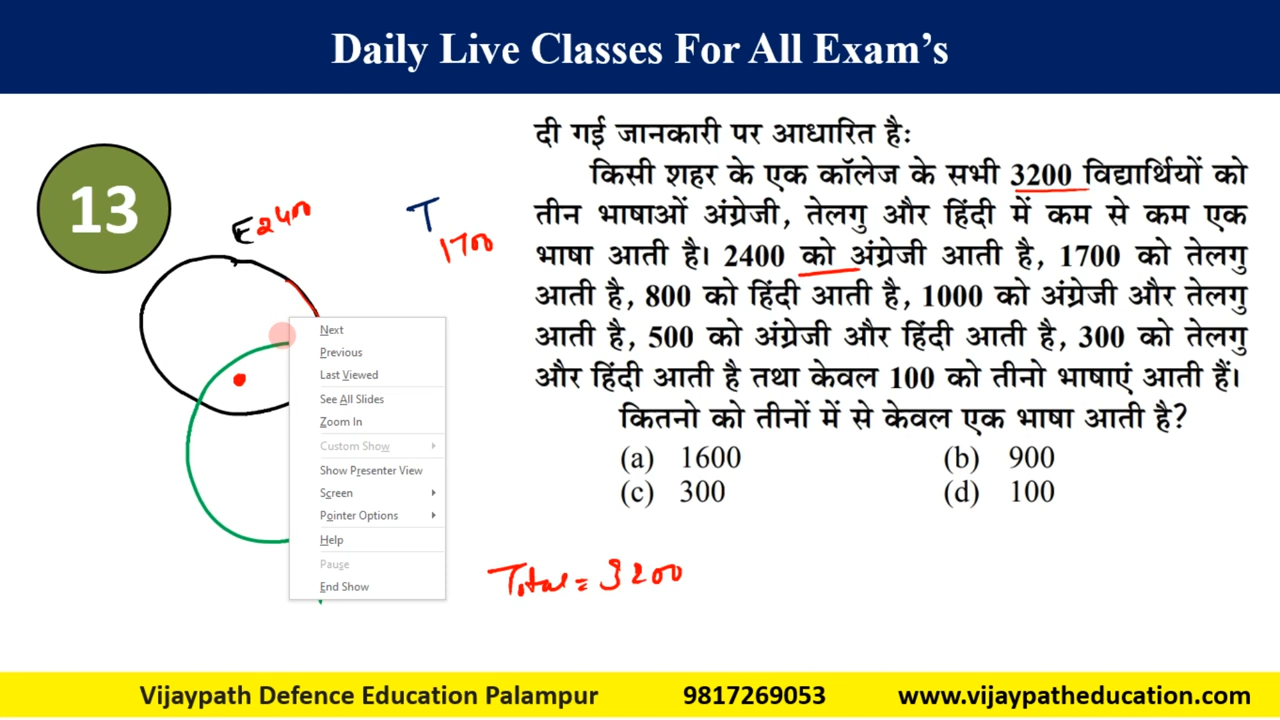 Daily Live Classes For All Exam’s
13
E 2400
T
1700
दी गई जानकारी पर आधारित हैः
किसी शहर के एक कॉलेज के सभी 3200 विद्यार्थियों को
तीन भाषाओं अंग्रेजी, तेलगु और हिंदी में कम से कम एक
भाषा आती है। 2400 को अंग्रेजी आती है, 1700 को तेलगु
आती है, 800 को हिंदी आती है, 1000 को अंग्रेजी और तेलगु
आती है, 500 को अंग्रेजी और हिंदी आती है, 300 को तेलगु
और हिंदी आती है तथा केवल 100 को तीनो भाषाएं आती हैं।
कितनो को तीनों में से केवल एक भाषा आती है?
(a) 1600 (b) 900
(c) 300 (d) 100
Next
Previous
Last Viewed
See All Slides
Zoom In
Custom Show
Show Presenter View
Screen
Pointer Options
Help
Pause
End Show
Total = 3200
Vijaypath Defence Education Palampur 9817269053 www.vijaypatheducation.com